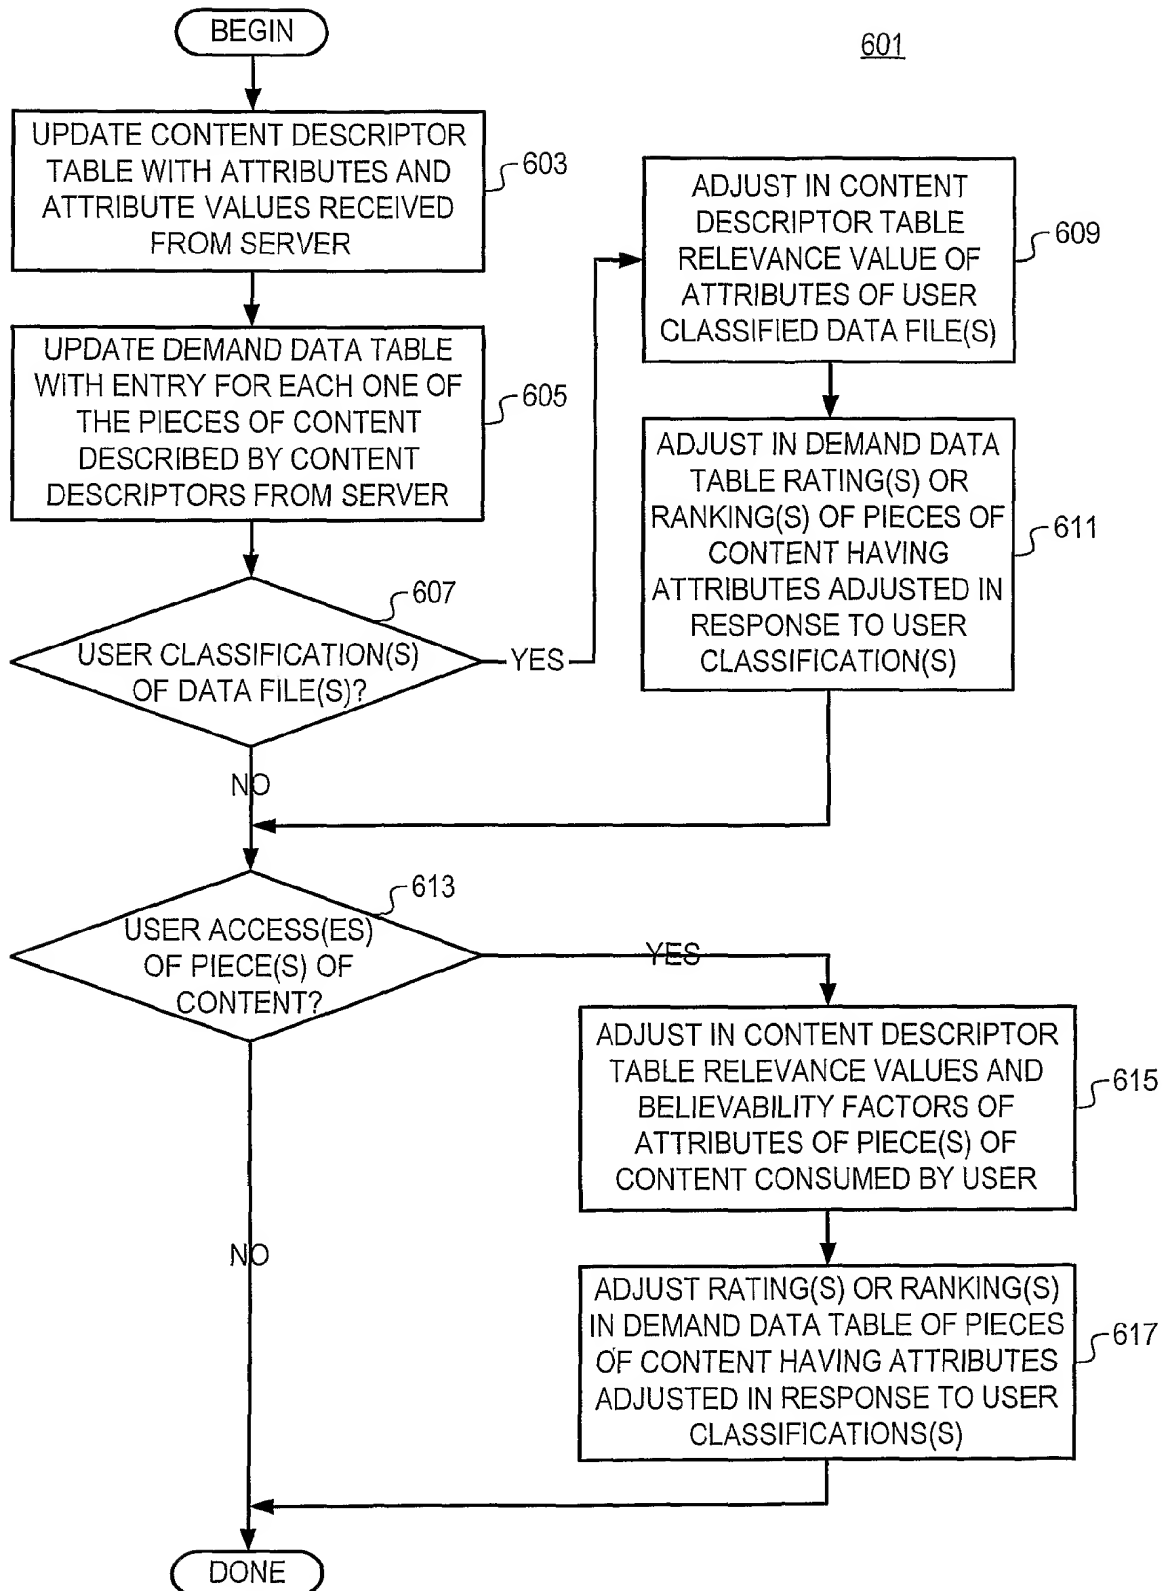 BEGIN
601
UPDATE CONTENT DESCRIPTOR
TABLE WITH ATTRIBUTES AND
ATTRIBUTE VALUES RECEIVED
FROM SERVER
603
UPDATE DEMAND DATA TABLE
WITH ENTRY FOR EACH ONE OF
THE PIECES OF CONTENT
DESCRIBED BY CONTENT
DESCRIPTORS FROM SERVER
605
607
USER CLASSIFICATION(S)
OF DATA FILE(S)?
YES
NO
ADJUST IN CONTENT
DESCRIPTOR TABLE
RELEVANCE VALUE OF
ATTRIBUTES OF USER
CLASSIFIED DATA FILE(S)
609
ADJUST IN DEMAND DATA
TABLE RATING(S) OR
RANKING(S) OF PIECES OF
CONTENT HAVING
ATTRIBUTES ADJUSTED IN
RESPONSE TO USER
CLASSIFICATION(S)
611
613
USER ACCESS(ES)
OF PIECE(S) OF
CONTENT?
YES
NO
ADJUST IN CONTENT DESCRIPTOR
TABLE RELEVANCE VALUES AND
BELIEVABILITY FACTORS OF
ATTRIBUTES OF PIECE(S) OF
CONTENT CONSUMED BY USER
615
ADJUST RATING(S) OR RANKING(S)
IN DEMAND DATA TABLE OF PIECES
OF CONTENT HAVING ATTRIBUTES
ADJUSTED IN RESPONSE TO USER
CLASSIFICATIONS(S)
617
DONE